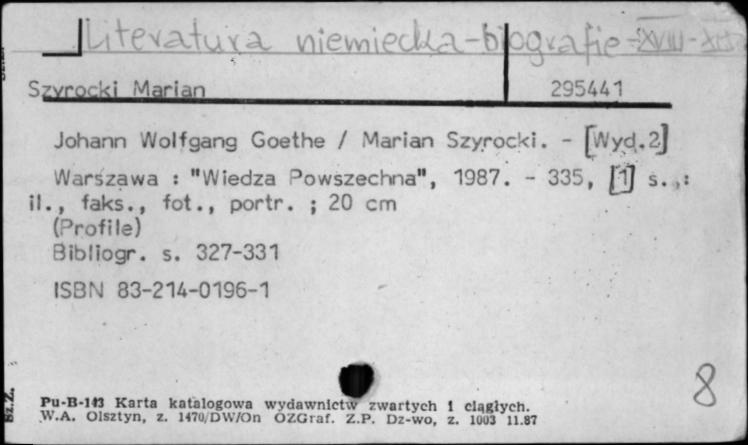 Literatura niemiecka-biografie-XVIII-
Szyrocki Marian 295441
Johann Wolfgang Goethe / Marian Szyrocki. - [Wyd.2]
Warszawa : "Wiedza Powszechna", 1987. - 335, [1] s. :
il., faks., fot., portr. ; 20 cm
(Profile)
Bibliogr. s. 327-331
ISBN 83-214-0196-1
8
Pu-B-143 Karta katalogowa wydawnictw zwartych i ciągłych.
W.A. Olsztyn, z. 1470/DW/On OZGraf. Z.P. Dz-wo, z. 1003 11.87
Bz.Z.